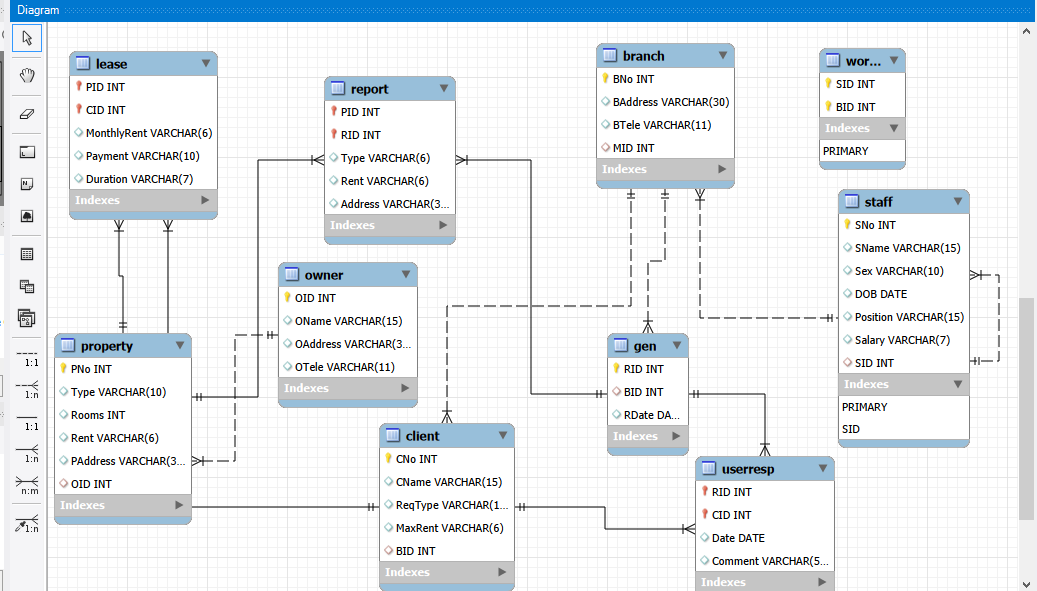 Diagram
lease
PID INT
CID INT
MonthlyRent VARCHAR(6)
Payment VARCHAR(10)
Duration VARCHAR(7)
Indexes
report
PID INT
RID INT
Type VARCHAR(6)
Rent VARCHAR(6)
Address VARCHAR(3...
Indexes
branch
BNo INT
BAddress VARCHAR(30)
BTele VARCHAR(11)
MID INT
Indexes
wor...
SID INT
BID INT
Indexes
PRIMARY
staff
SNo INT
SName VARCHAR(15)
Sex VARCHAR(10)
DOB DATE
Position VARCHAR(15)
Salary VARCHAR(7)
SID INT
Indexes
PRIMARY
SID
owner
OID INT
OName VARCHAR(15)
OAddress VARCHAR(3...
OTele VARCHAR(11)
Indexes
property
PNo INT
Type VARCHAR(10)
Rooms INT
Rent VARCHAR(6)
PAddress VARCHAR(3...
OID INT
Indexes
gen
RID INT
BID INT
RDate DA...
Indexes
client
CNo INT
CName VARCHAR(15)
ReqType VARCHAR(1...
MaxRent VARCHAR(6)
BID INT
Indexes
userresp
RID INT
CID INT
Date DATE
Comment VARCHAR(5...
Indexes
1:1
1:n
1:1
1:n
n:m
1:n